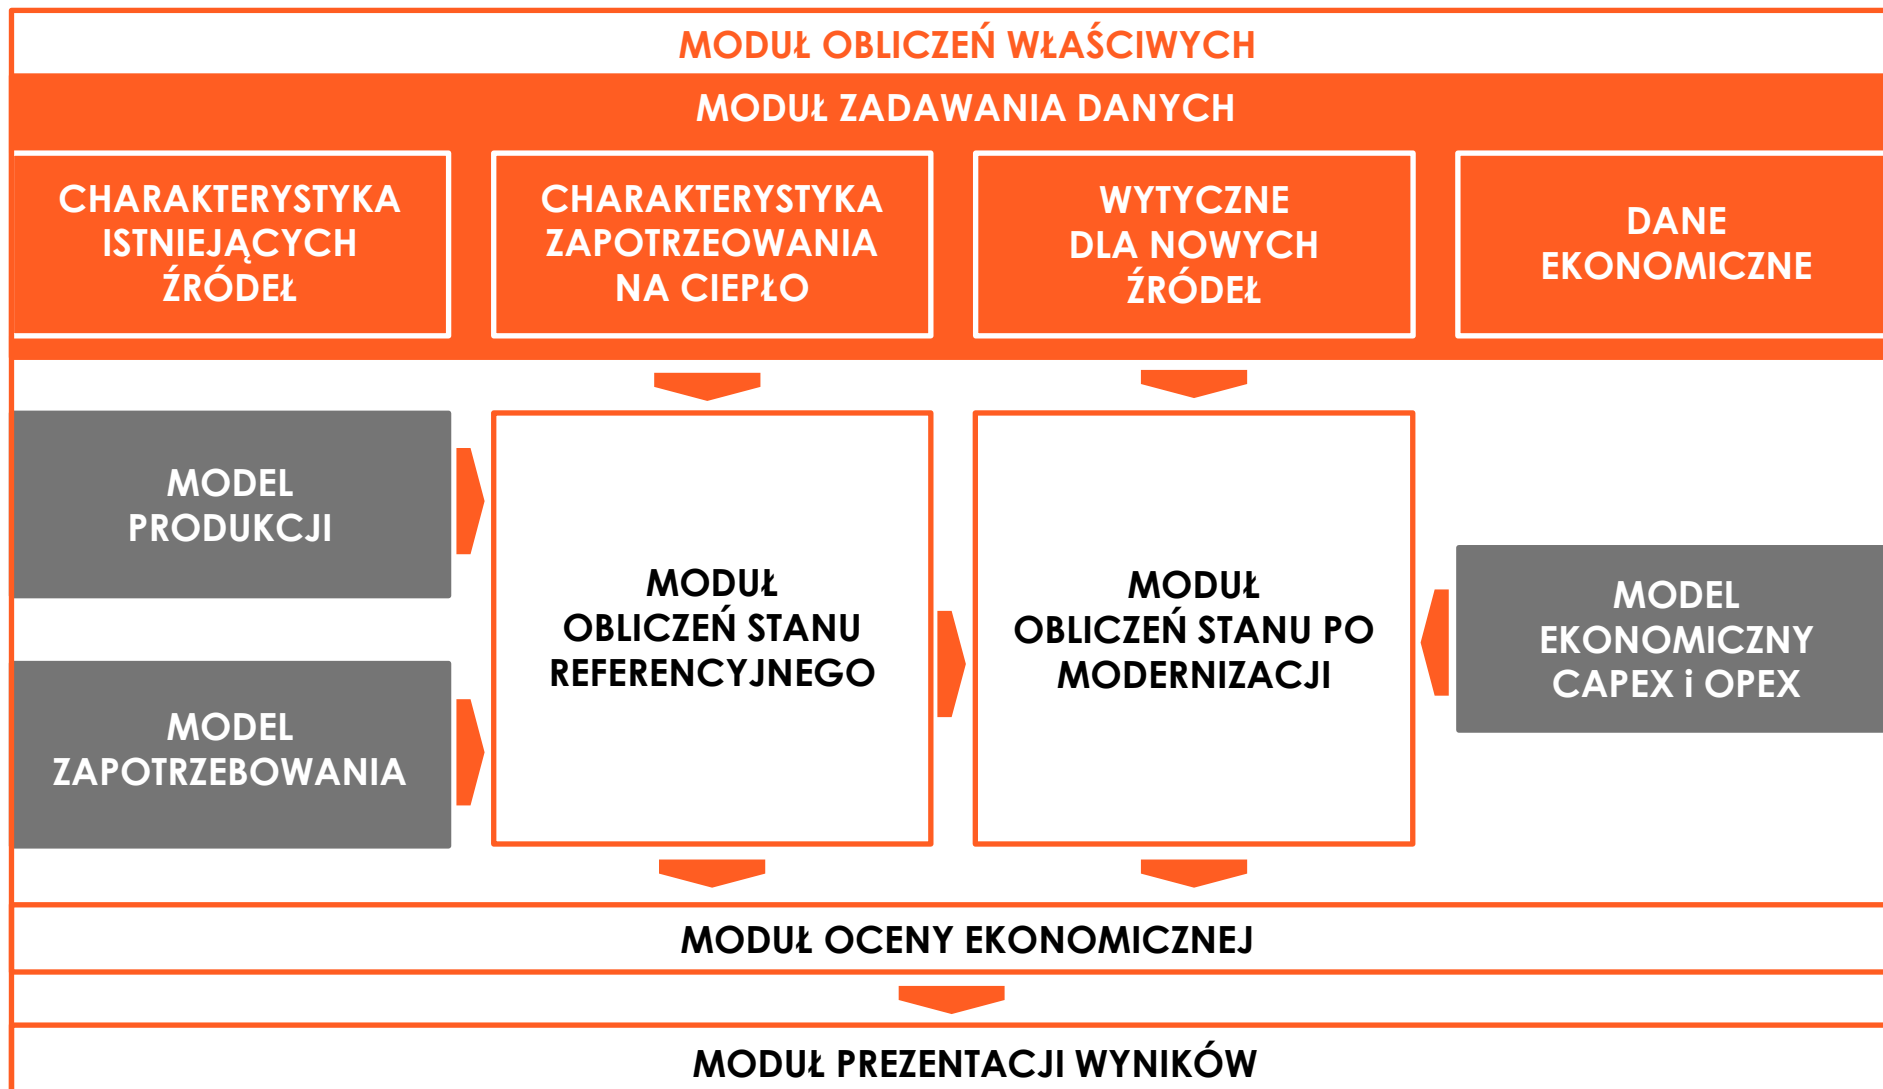 MODUŁ OBLICZEŃ WŁAŚCIWYCH
MODUŁ ZADAWANIA DANYCH
CHARAKTERYSTYKA
ISTNIEJĄCYCH
ŹRÓDEŁ
CHARAKTERYSTYKA
ZAPOTRZEOWANIA
NA CIEPŁO
WYTYCZNE
DLA NOWYCH
ŹRÓDEŁ
DANE
EKONOMICZNE
MODEL
PRODUKCJI
MODEL
ZAPOTRZEBOWANIA
MODUŁ
OBLICZEŃ STANU
REFERENCYJNEGO
MODUŁ
OBLICZEŃ STANU PO
MODERNIZACJI
MODEL
EKONOMICZNY
CAPEX i OPEX
MODUŁ OCENY EKONOMICZNEJ
MODUŁ PREZENTACJI WYNIKÓW